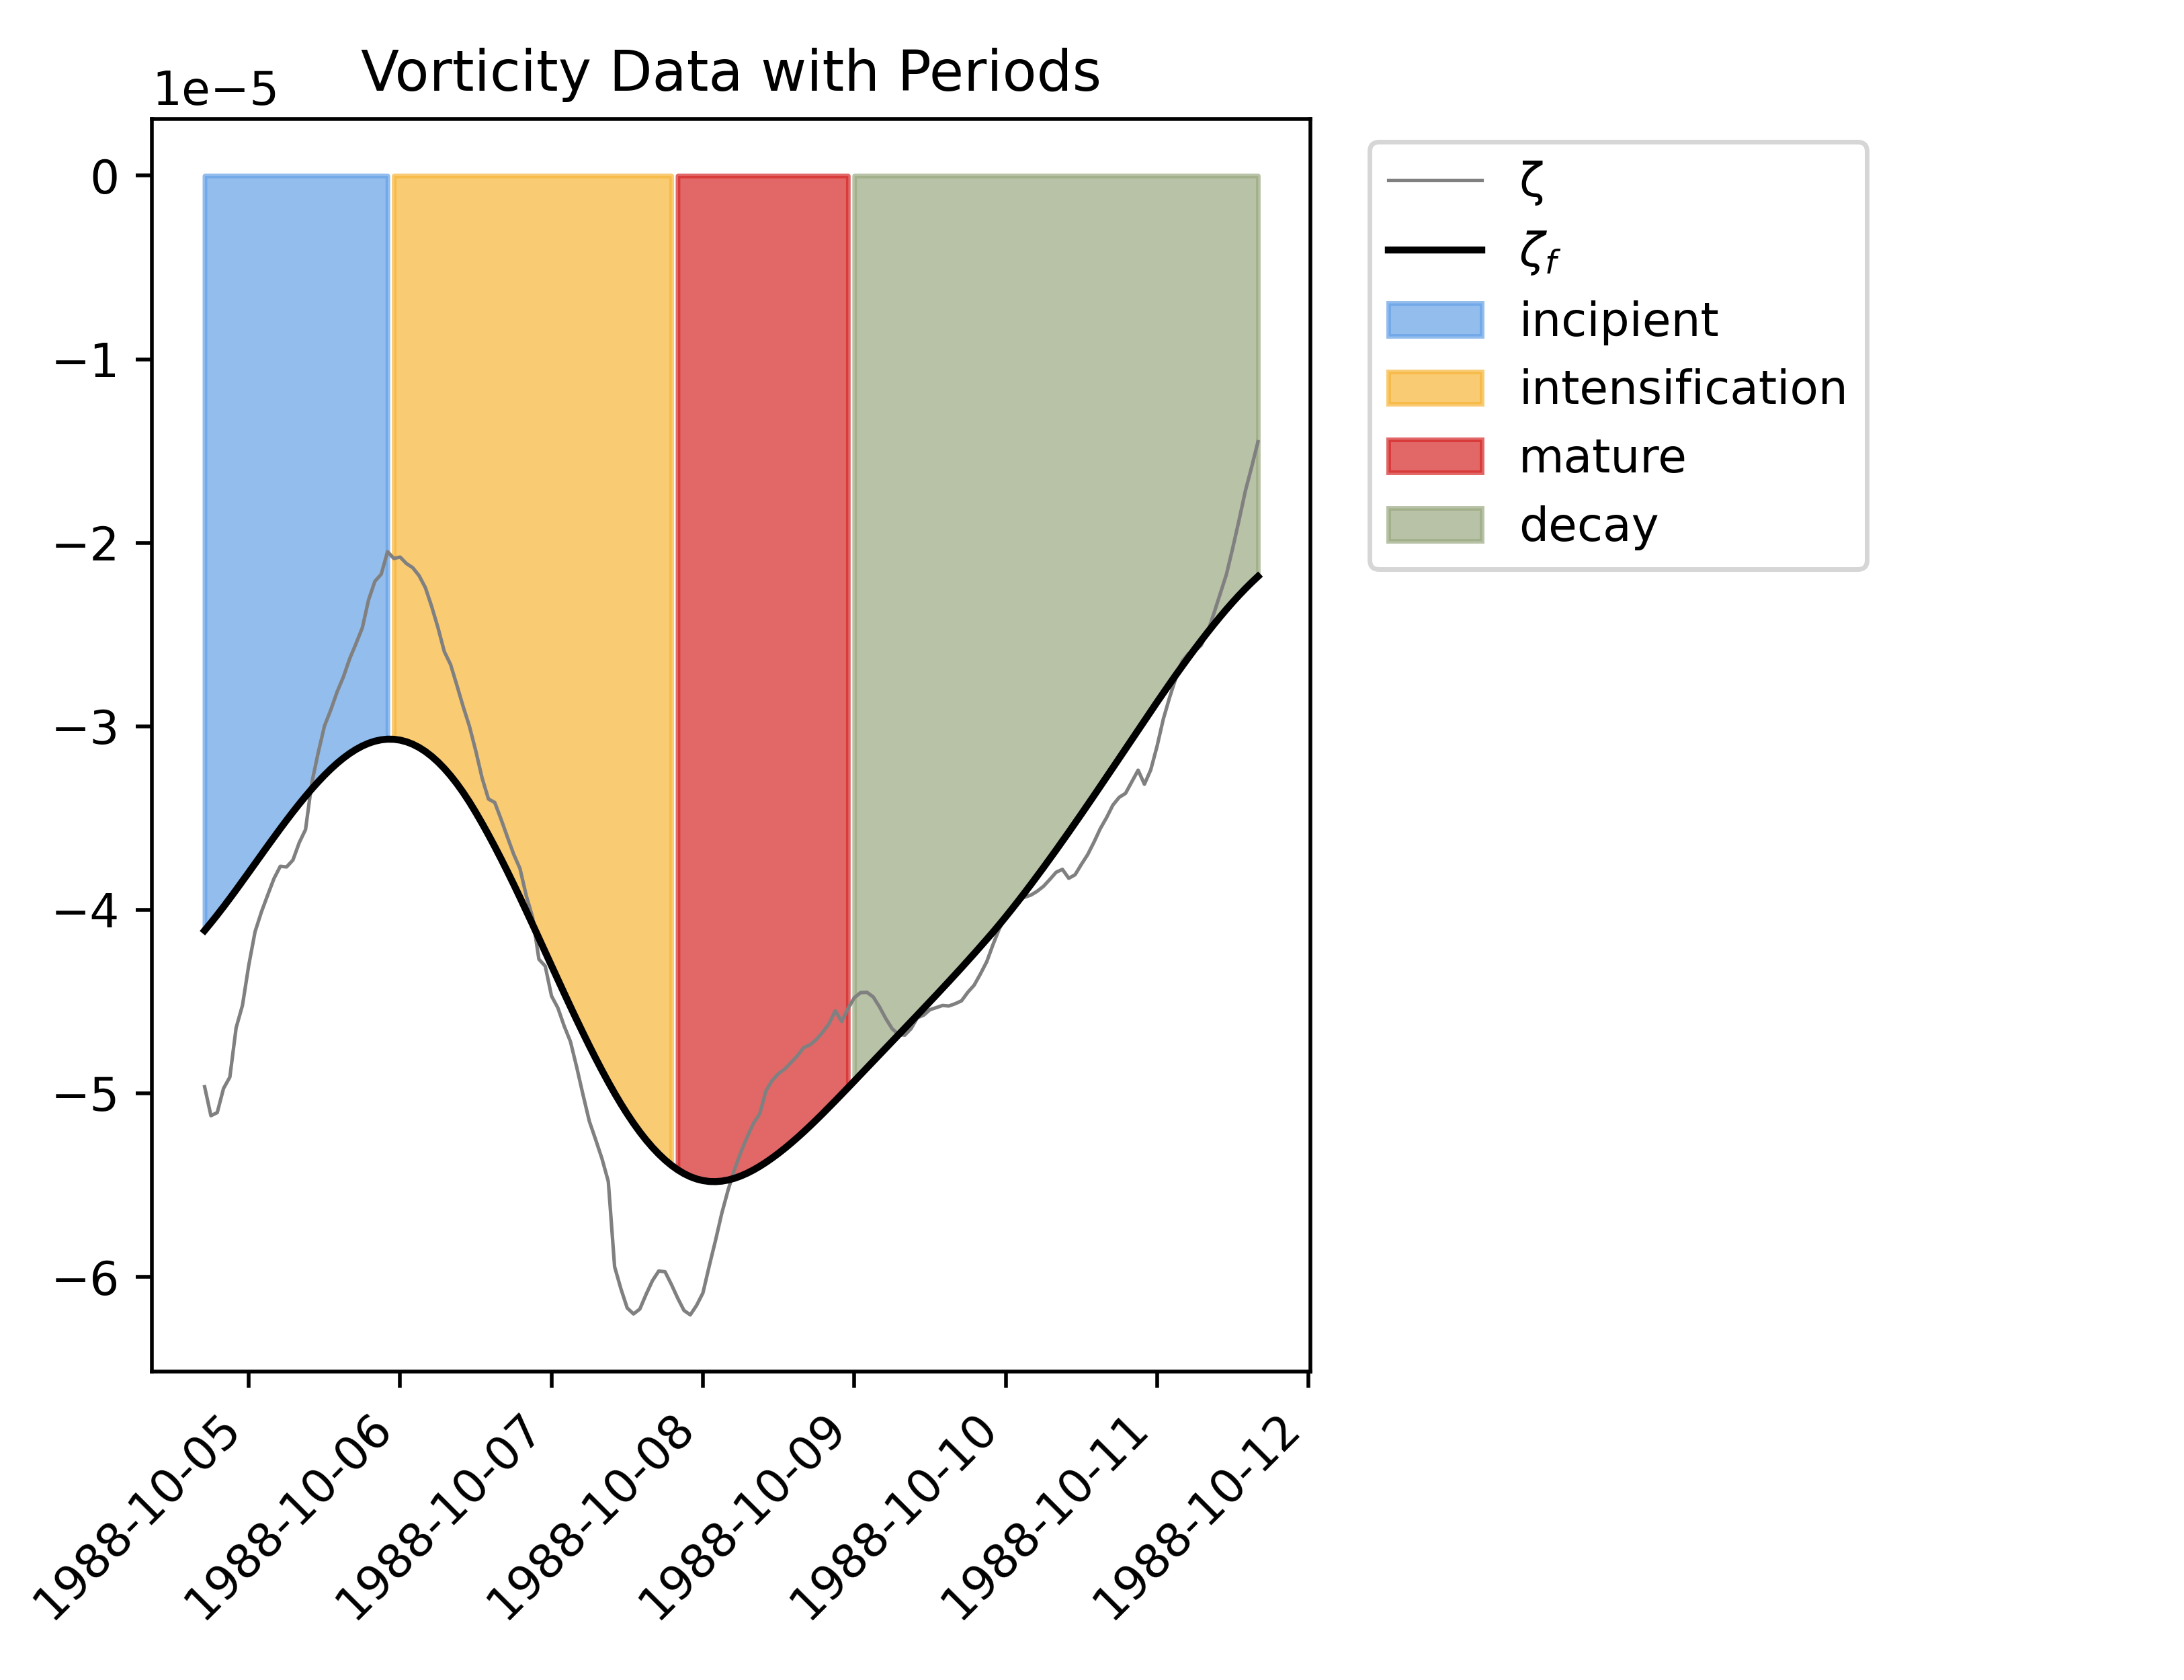 Vorticity Data with Periods
1e−5
0
−1
−2
−3
−4
−5
−6
1988-10-05
1988-10-06
1988-10-07
1988-10-08
1988-10-09
1988-10-10
1988-10-11
1988-10-12
ζ
ζf
incipient
intensification
mature
decay